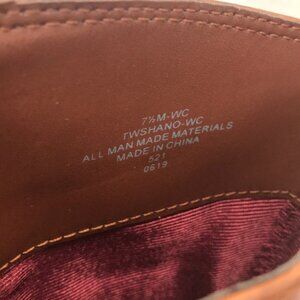 7½M-WC
TWSHANO-WC
ALL MAN MADE MATERIALS
MADE IN CHINA
521
0619